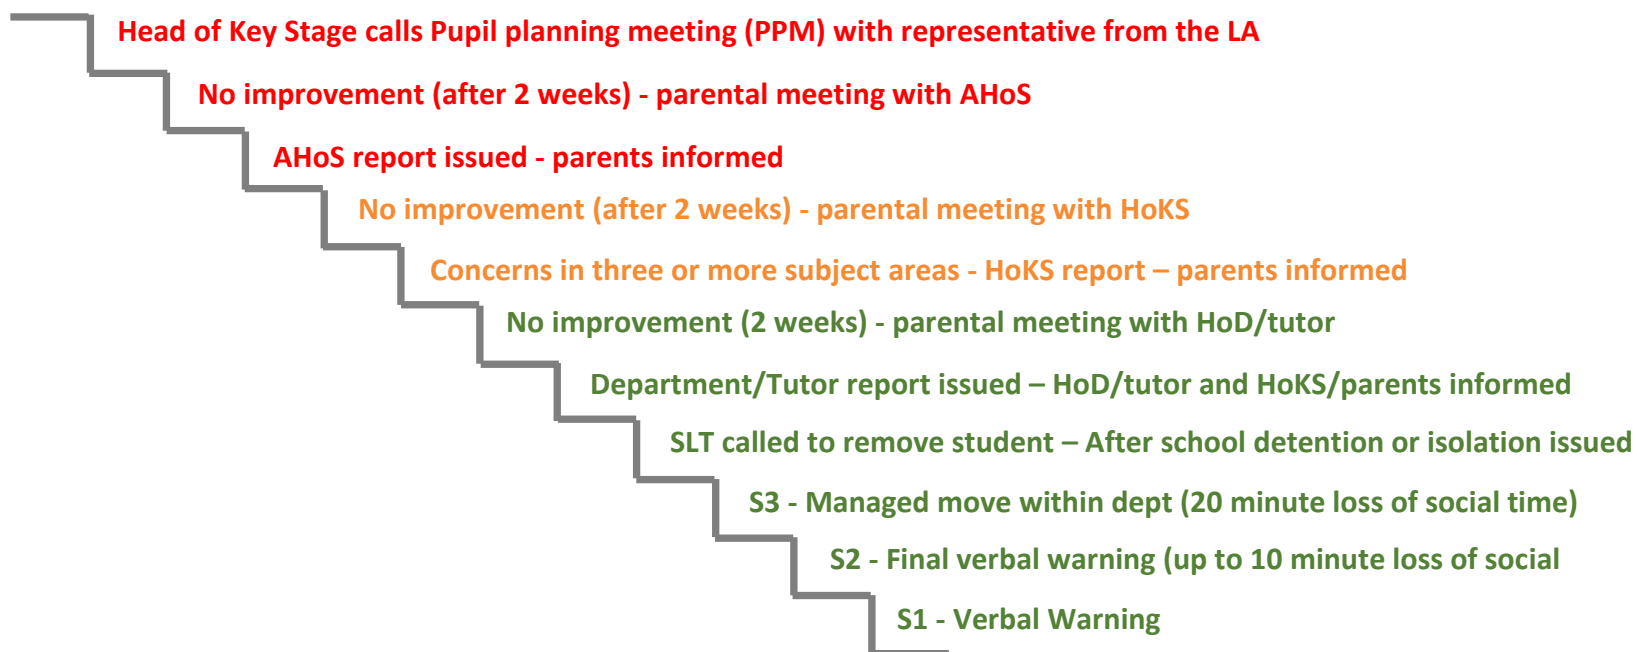 Head of Key Stage calls Pupil planning meeting (PPM) with representative from the LA
No improvement (after 2 weeks) - parental meeting with AHoS
AHoS report issued - parents informed
No improvement (after 2 weeks) - parental meeting with HoKS
Concerns in three or more subject areas - HoKS report – parents informed
No improvement (2 weeks) - parental meeting with HoD/tutor
Department/Tutor report issued – HoD/tutor and HoKS/parents informed
SLT called to remove student – After school detention or isolation issued
S3 - Managed move within dept (20 minute loss of social time)
S2 - Final verbal warning (up to 10 minute loss of social
S1 - Verbal Warning